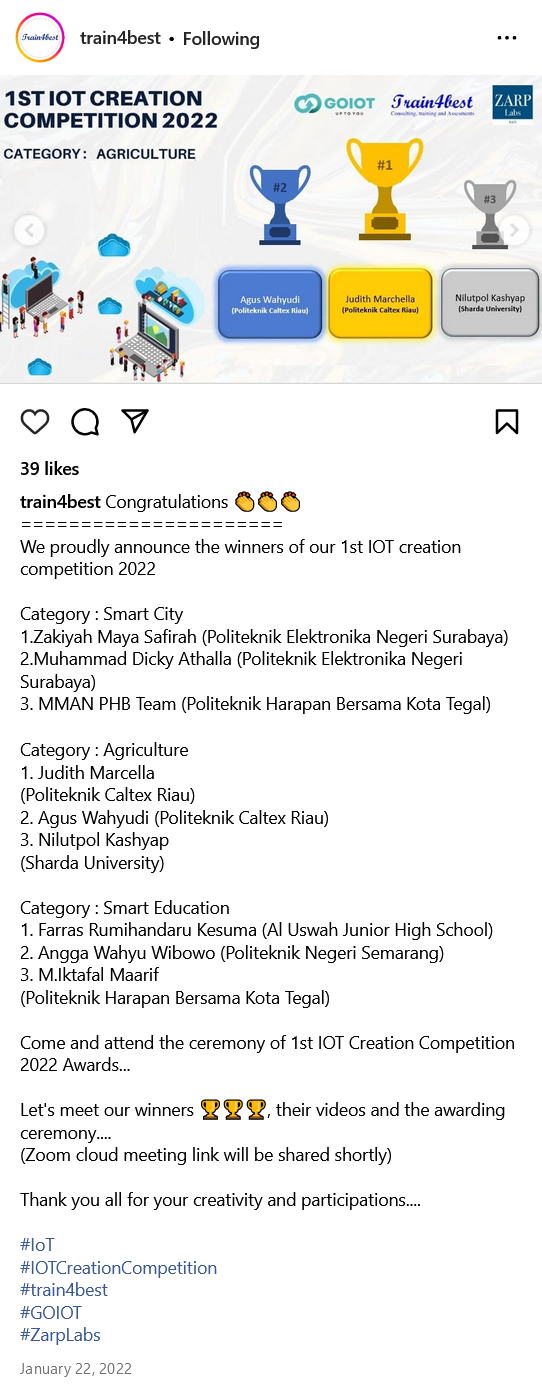 Train4best
train4best • Following
1ST IOT CREATION
COMPETITION 2022
CATEGORY: AGRICULTURE
GOIOT
UP TO YOU
Train4best
Consulting, training and Assessments
ZARP
Labs
#2
#1
#3
Agus Wahyudi
(Politeknik Caltex Riau)
Judith Marchella
(Politeknik Caltex Riau)
Nilutpol Kashyap
(Sharda University)
39 likes
train4best Congratulations 👏👏👏
======================
We proudly announce the winners of our 1st IOT creation
competition 2022
Category : Smart City
1.Zakiyah Maya Safirah (Politeknik Elektronika Negeri Surabaya)
2.Muhammad Dicky Athalla (Politeknik Elektronika Negeri
Surabaya)
3. MMAN PHB Team (Politeknik Harapan Bersama Kota Tegal)
Category : Agriculture
1. Judith Marcella
(Politeknik Caltex Riau)
2. Agus Wahyudi (Politeknik Caltex Riau)
3. Nilutpol Kashyap
(Sharda University)
Category : Smart Education
1. Farras Rumihandaru Kesuma (Al Uswah Junior High School)
2. Angga Wahyu Wibowo (Politeknik Negeri Semarang)
3. M.Iktafal Maarif
(Politeknik Harapan Bersama Kota Tegal)
Come and attend the ceremony of 1st IOT Creation Competition
2022 Awards...
Let's meet our winners 🏆🏆🏆, their videos and the awarding
ceremony....
(Zoom cloud meeting link will be shared shortly)
Thank you all for your creativity and participations....
#IoT
#IOTCreationCompetition
#train4best
#GOIOT
#ZarpLabs
January 22, 2022